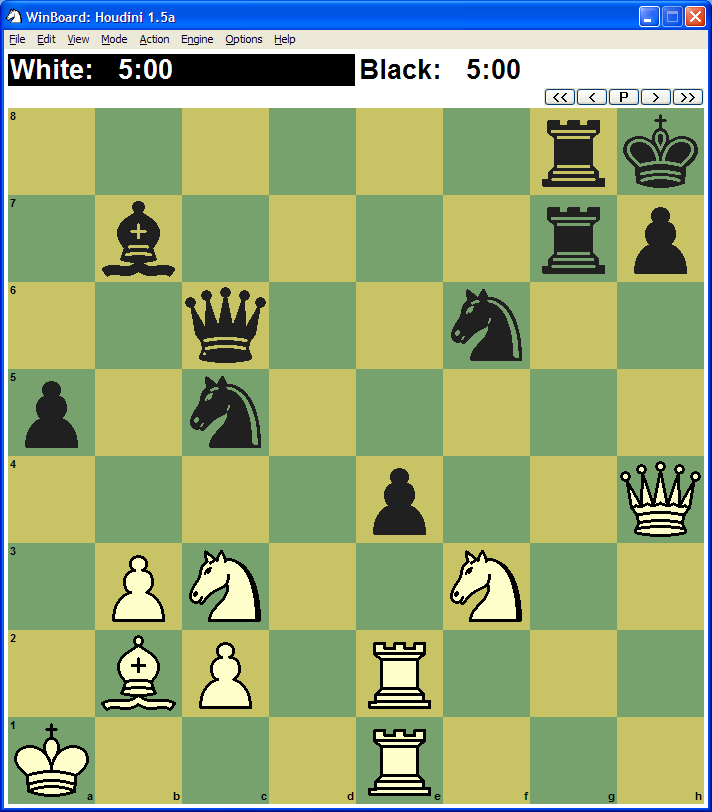 WinBoard: Houdini 1.5a
File Edit View Mode Action Engine Options Help
White: 5:00 Black: 5:00
<< < P > >>
8
7
6
5
4
3
2
1
a b c d e f g h